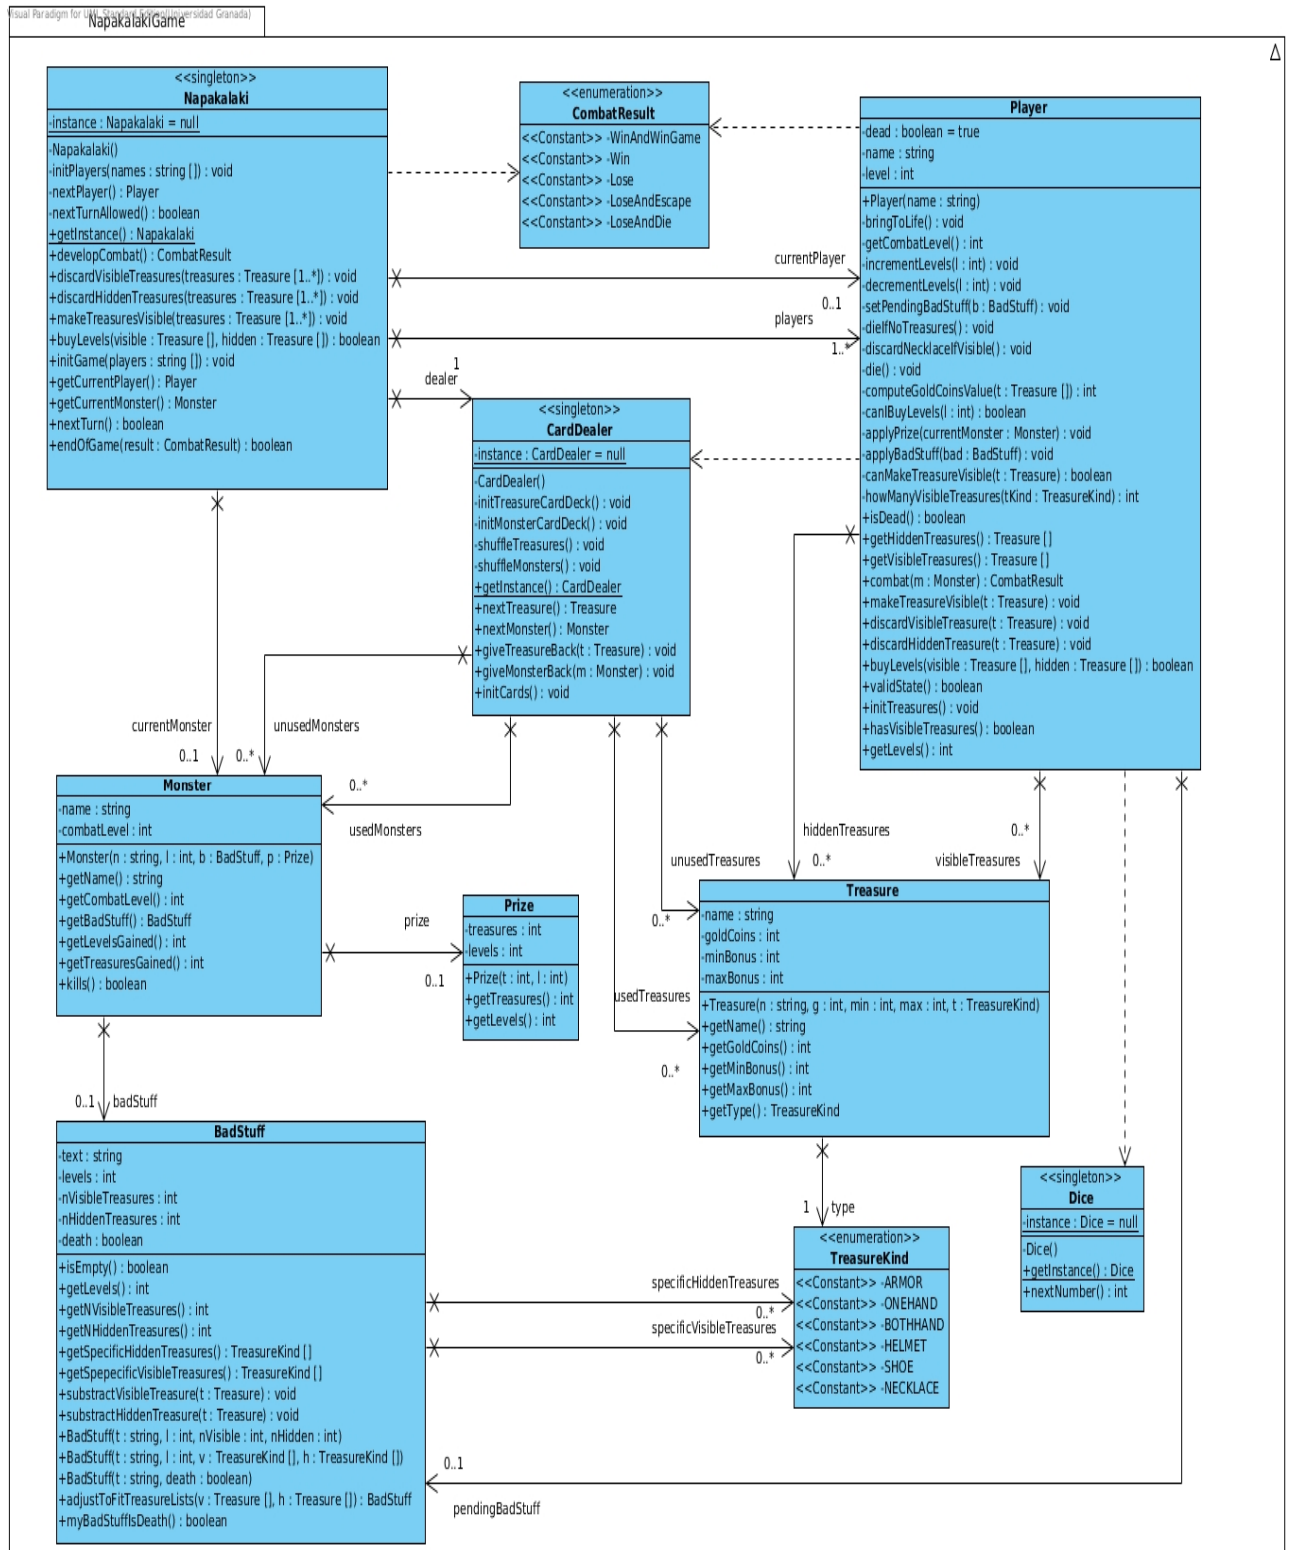 Visual Paradigm for UML Standard Edition(Universidad Granada)
NapakalakiGame
<<singleton>>
Napakalaki
-instance : Napakalaki = null
-Napakalaki()
-initPlayers(names : string []) : void
-nextPlayer() : Player
-nextTurnAllowed() : boolean
+getInstance() : Napakalaki
+developCombat() : CombatResult
+discardVisibleTreasures(treasures : Treasure [1..*]) : void
+discardHiddenTreasures(treasures : Treasure [1..*]) : void
+makeTreasuresVisible(treasures : Treasure [1..*]) : void
+buyLevels(visible : Treasure [], hidden : Treasure []) : boolean
+initGame(players : string []) : void
+getCurrentPlayer() : Player
+getCurrentMonster() : Monster
+nextTurn() : boolean
+endOfGame(result : CombatResult) : boolean
<<enumeration>>
CombatResult
<<Constant>> -WinAndWinGame
<<Constant>> -Win
<<Constant>> -Lose
<<Constant>> -LoseAndEscape
<<Constant>> -LoseAndDie
Player
-dead : boolean = true
-name : string
-level : int
+Player(name : string)
-bringToLife() : void
-getCombatLevel() : int
-incrementLevels(l : int) : void
-decrementLevels(l : int) : void
-setPendingBadStuff(b : BadStuff) : void
-dieIfNoTreasures() : void
-discardNecklaceIfVisible() : void
-die() : void
-computeGoldCoinsValue(t : Treasure []) : int
-canIBuyLevels(l : int) : boolean
-applyPrize(currentMonster : Monster) : void
-applyBadStuff(bad : BadStuff) : void
-canMakeTreasureVisible(t : Treasure) : boolean
-howManyVisibleTreasures(tKind : TreasureKind) : int
+isDead() : boolean
+getHiddenTreasures() : Treasure []
+getVisibleTreasures() : Treasure []
+combat(m : Monster) : CombatResult
+makeTreasureVisible(t : Treasure) : void
+discardVisibleTreasure(t : Treasure) : void
+discardHiddenTreasure(t : Treasure) : void
+buyLevels(visible : Treasure [], hidden : Treasure []) : boolean
+validState() : boolean
+initTreasures() : void
+hasVisibleTreasures() : boolean
+getLevels() : int
currentPlayer
0..1
players
1..*
1
dealer
<<singleton>>
CardDealer
-instance : CardDealer = null
-CardDealer()
-initTreasureCardDeck() : void
-initMonsterCardDeck() : void
-shuffleTreasures() : void
-shuffleMonsters() : void
+getInstance() : CardDealer
+nextTreasure() : Treasure
+nextMonster() : Monster
+giveTreasureBack(t : Treasure) : void
+giveMonsterBack(m : Monster) : void
+initCards() : void
currentMonster
0..1
unusedMonsters
0..*
0..*
usedMonsters
Monster
-name : string
-combatLevel : int
+Monster(n : string, l : int, b : BadStuff, p : Prize)
+getName() : string
+getCombatLevel() : int
+getBadStuff() : BadStuff
+getLevelsGained() : int
+getTreasuresGained() : int
+kills() : boolean
prize
0..1
Prize
-treasures : int
-levels : int
+Prize(t : int, l : int)
+getTreasures() : int
+getLevels() : int
unusedTreasures
0..*
usedTreasures
0..*
hiddenTreasures
0..*
0..*
visibleTreasures
Treasure
-name : string
-goldCoins : int
-minBonus : int
-maxBonus : int
+Treasure(n : string, g : int, min : int, max : int, t : TreasureKind)
+getName() : string
+getGoldCoins() : int
+getMinBonus() : int
+getMaxBonus() : int
+getType() : TreasureKind
0..1 badStuff
BadStuff
-text : string
-levels : int
-nVisibleTreasures : int
-nHiddenTreasures : int
-death : boolean
+isEmpty() : boolean
+getLevels() : int
+getNVisibleTreasures() : int
+getNHiddenTreasures() : int
+getSpecificHiddenTreasures() : TreasureKind []
+getSpepecificVisibleTreasures() : TreasureKind []
+substractVisibleTreasure(t : Treasure) : void
+substractHiddenTreasure(t : Treasure) : void
+BadStuff(t : string, l : int, nVisible : int, nHidden : int)
+BadStuff(t : string, l : int, v : TreasureKind [], h : TreasureKind [])
+BadStuff(t : string, death : boolean)
+adjustToFitTreasureLists(v : Treasure [], h : Treasure []) : BadStuff
+myBadStuffIsDeath() : boolean
specificHiddenTreasures
0..*
specificVisibleTreasures
0..*
1 type
<<enumeration>>
TreasureKind
<<Constant>> -ARMOR
<<Constant>> -ONEHAND
<<Constant>> -BOTHHAND
<<Constant>> -HELMET
<<Constant>> -SHOE
<<Constant>> -NECKLACE
<<singleton>>
Dice
-instance : Dice = null
-Dice()
+getInstance() : Dice
+nextNumber() : int
0..1
pendingBadStuff